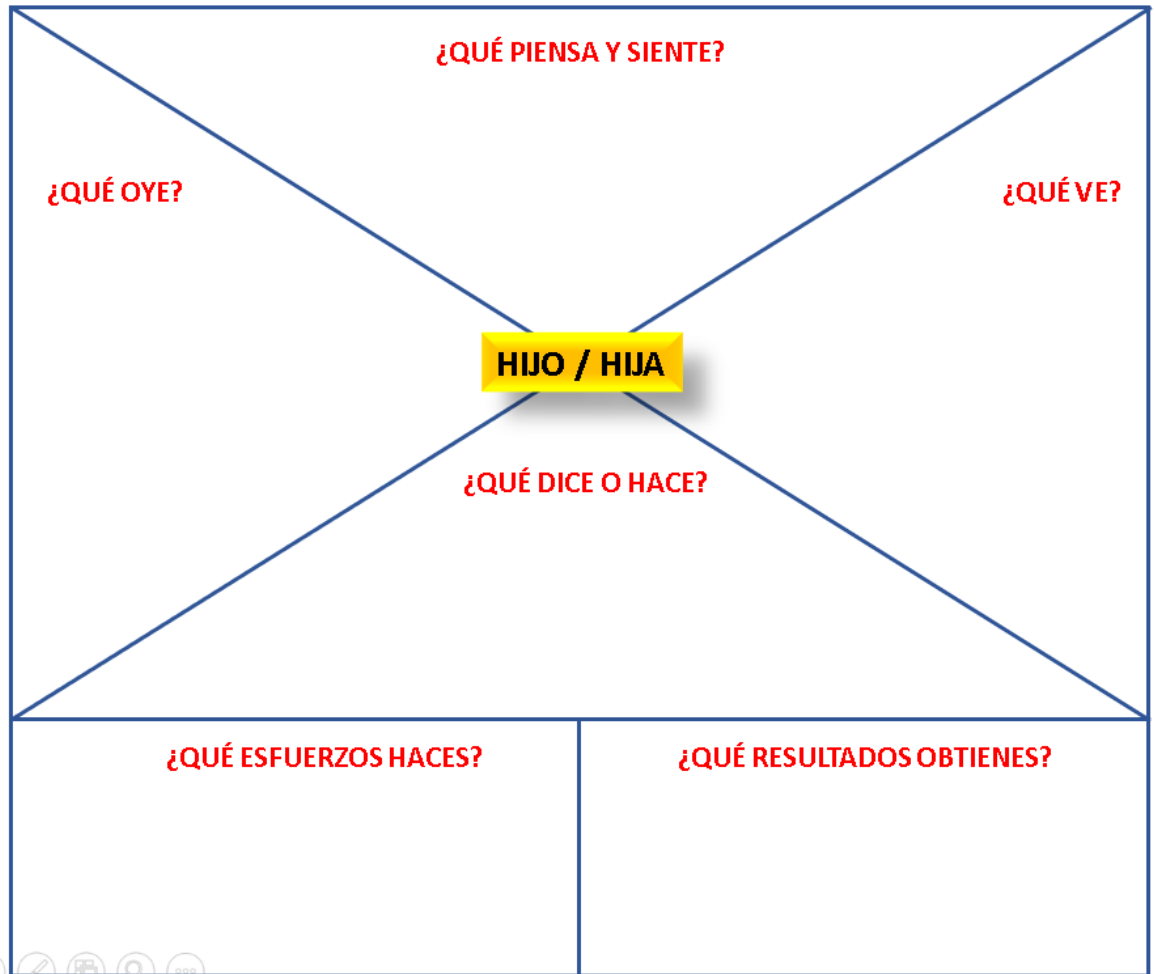 ¿QUÉ PIENSA Y SIENTE?
¿QUÉ OYE?
¿QUÉ VE?
HIJO / HIJA
¿QUÉ DICE O HACE?
¿QUÉ ESFUERZOS HACES?
¿QUÉ RESULTADOS OBTIENES?